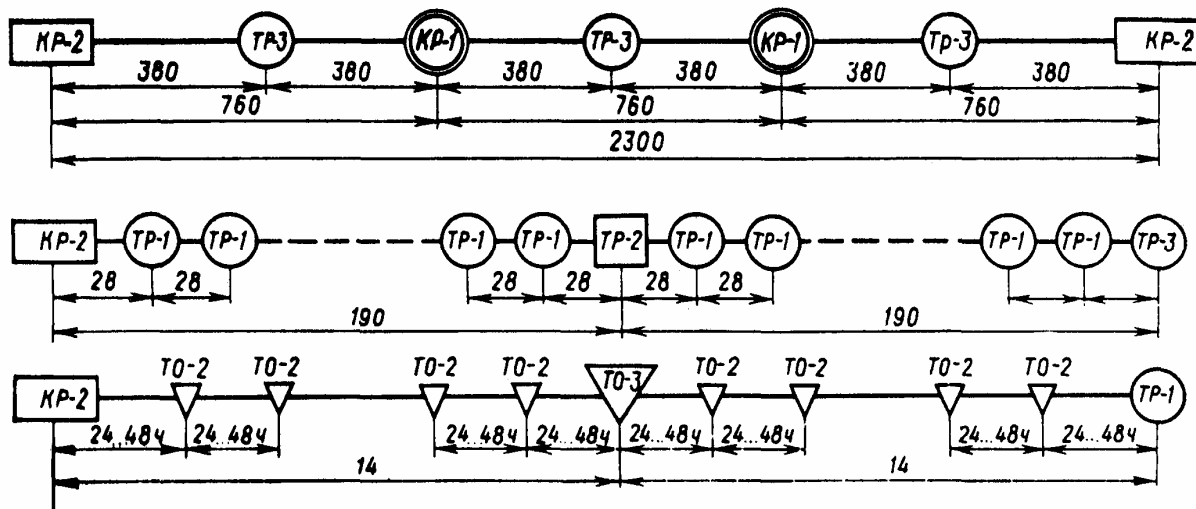 КР-2 ТР-3 КР-1 ТР-3 КР-1 Тр-3 КР-2
380 380 380 380 380 380
760 760 760
2300
КР-2 ТР-1 ТР-1 ТР-1 ТР-1 ТР-2 ТР-1 ТР-1 ТР-1 ТР-1 ТР-3
28 28 28 28 28 28
190 190
ТО-2 ТО-2 ТО-2 ТО-2 ТО-2 ТО-2 ТО-2 ТО-2
КР-2 ТО-3 ТР-1
24...48ч 24...48ч 24...48ч 24...48ч 24...48ч 24...48ч 24...48ч 24...48ч
14 14